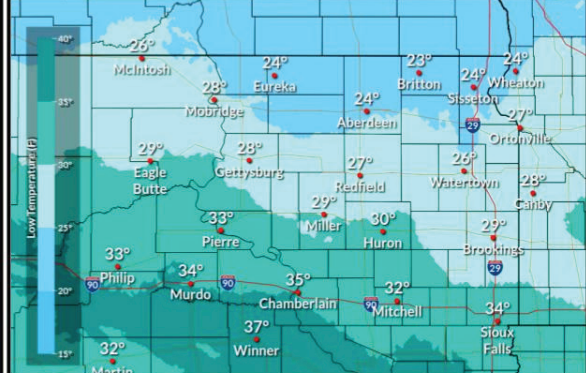 40°
35°
30°
25°
20°
15°
Low Temperature (F)
26°
McIntosh
24°
Eureka
23°
Britton
24°
Sisseton
24°
Wheaton
28°
Mobridge
24°
Aberdeen
29
27°
Ortonville
29°
Eagle
Butte
28°
Gettysburg
27°
Redfield
26°
Watertown
28°
Canby
33°
Pierre
29°
Miller
30°
Huron
29°
Brookings
29
33°
Philip
90
34°
Murdo
90
35°
Chamberlain
90
32°
Mitchell
34°
Sioux
Falls
37°
Winner
32°
Martin